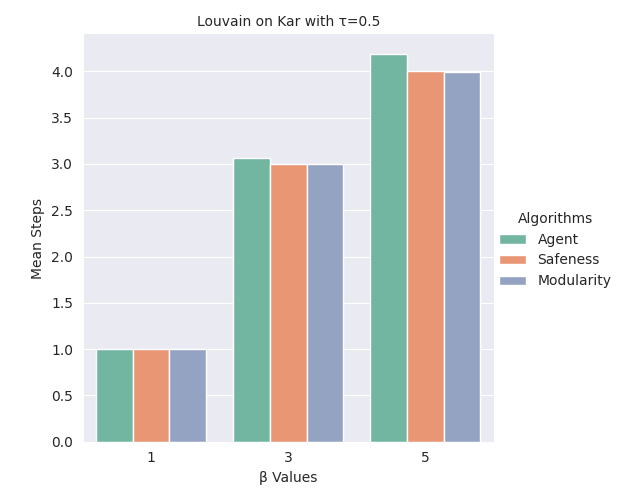 Louvain on Kar with τ=0.5
4.0
3.5
3.0
2.5
2.0
1.5
1.0
0.5
0.0
Mean Steps
1 3 5
β Values
Algorithms
Agent
Safeness
Modularity